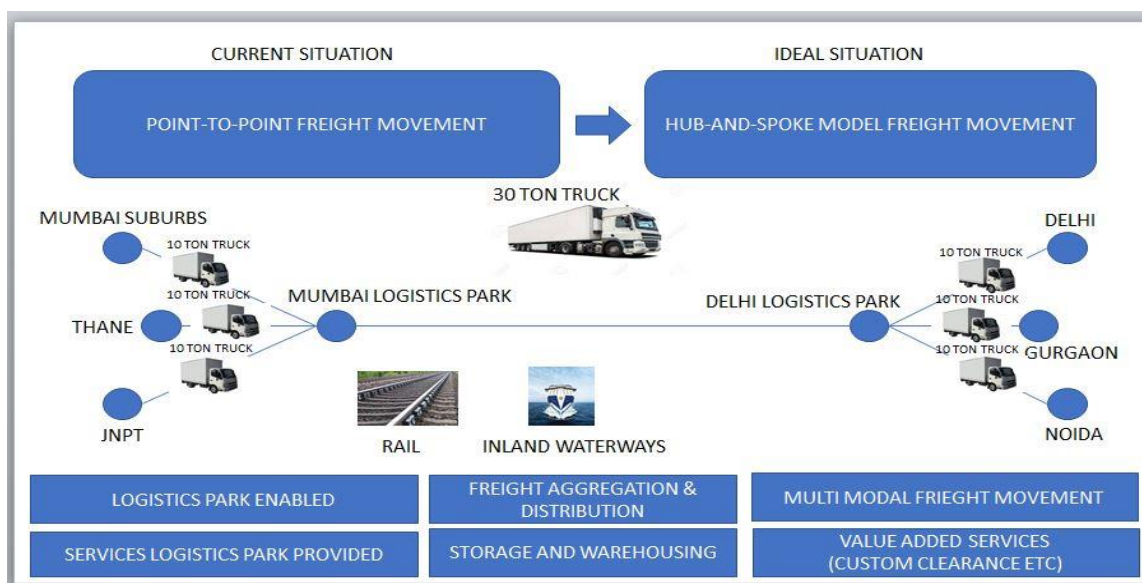 CURRENT SITUATION
IDEAL SITUATION
POINT-TO-POINT FREIGHT MOVEMENT
HUB-AND-SPOKE MODEL FREIGHT MOVEMENT
30 TON TRUCK
MUMBAI SUBURBS
DELHI
10 TON TRUCK
10 TON TRUCK
10 TON TRUCK
MUMBAI LOGISTICS PARK
DELHI LOGISTICS PARK
10 TON TRUCK
THANE
10 TON TRUCK
10 TON TRUCK
GURGAON
JNPT
RAIL
INLAND WATERWAYS
NOIDA
LOGISTICS PARK ENABLED
FREIGHT AGGREGATION &
DISTRIBUTION
MULTI MODAL FRIEGHT MOVEMENT
SERVICES LOGISTICS PARK PROVIDED
STORAGE AND WAREHOUSING
VALUE ADDED SERVICES
(CUSTOM CLEARANCE ETC)